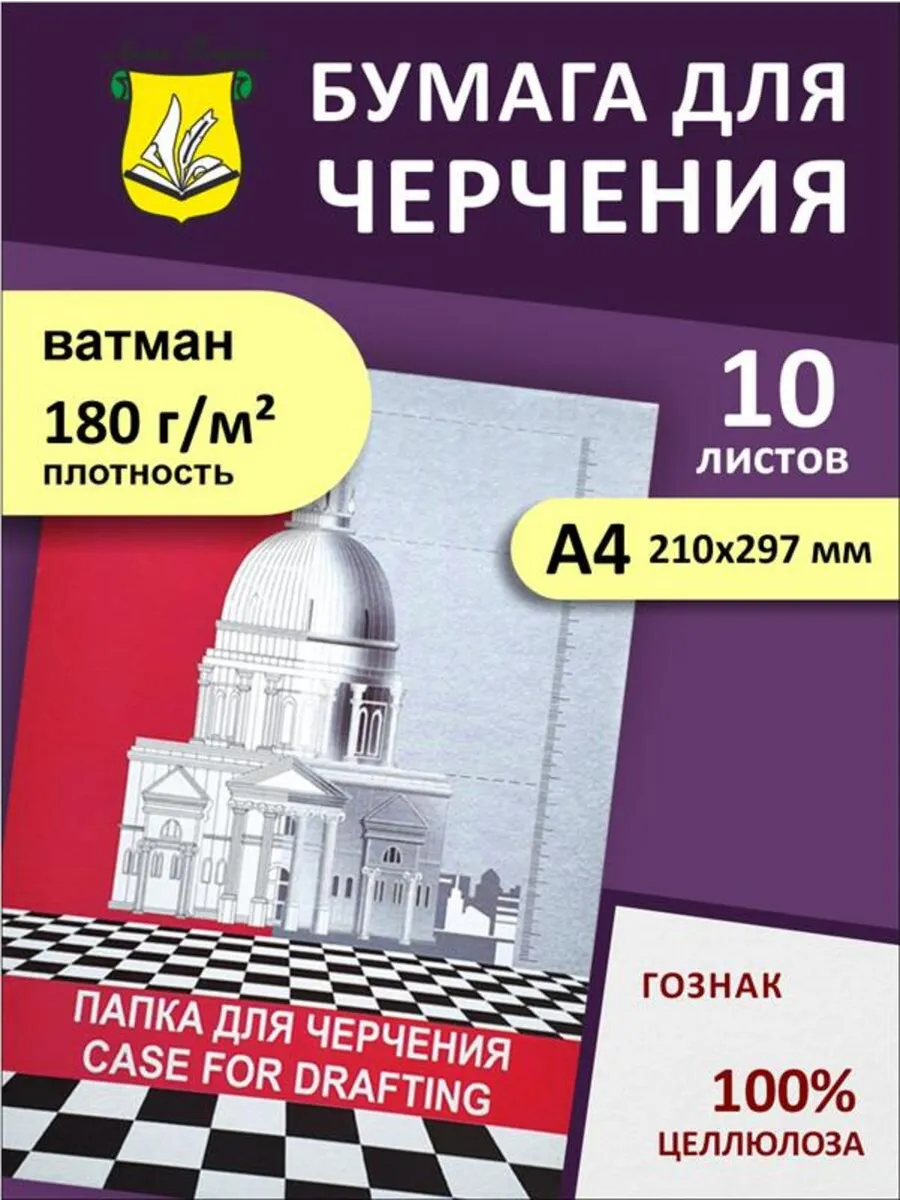 БУМАГА ДЛЯ
ЧЕРЧЕНИЯ
ватман
180 г/м²
плотность
10
листов
А4 210х297 мм
ПАПКА ДЛЯ ЧЕРЧЕНИЯ
CASE FOR DRAFTING
ГОЗНАК
100%
ЦЕЛЛЮЛОЗА